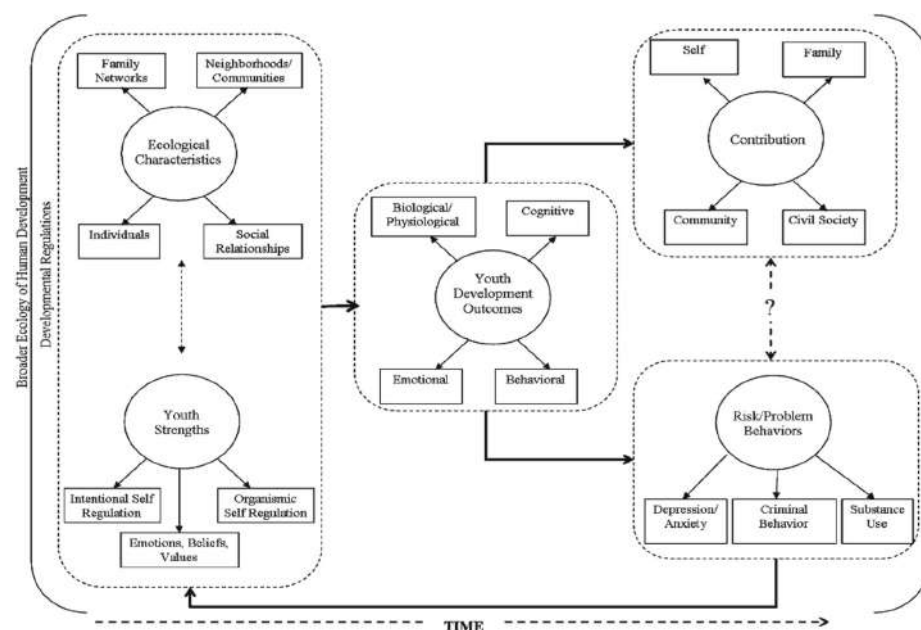 Broader Ecology of Human Development
Developmental Regulations
Family
Networks
Neighborhoods/
Communities
Ecological
Characteristics
Individuals
Social
Relationships
Youth
Strengths
Intentional Self
Regulation
Organismic
Self Regulation
Emotions, Beliefs,
Values
Biological/
Physiological
Cognitive
Youth
Development
Outcomes
Emotional
Behavioral
Self
Family
Contribution
Community
Civil Society
?
Risk/Problem
Behaviors
Depression/
Anxiety
Criminal
Behavior
Substance
Use
TIME